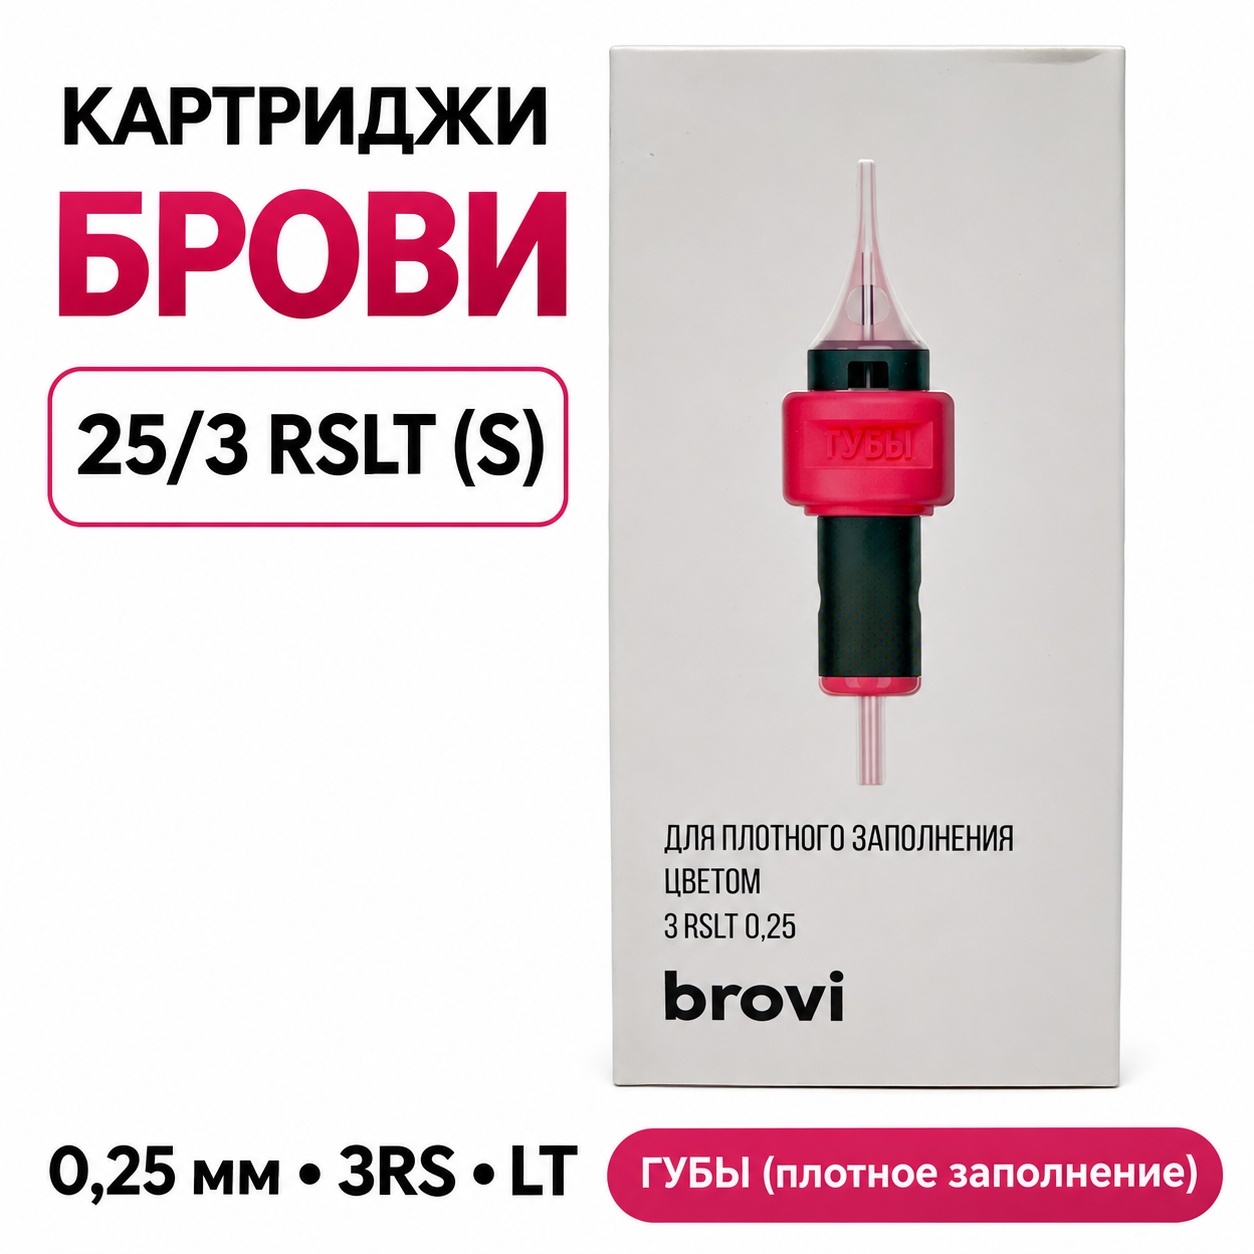 КАРТРИДЖИ
БРОВИ
25/3 RSLT (S)
ТУБЫ
ДЛЯ ПЛОТНОГО ЗАПОЛНЕНИЯ
ЦВЕТОМ
3 RSLT 0,25
brovi
0,25 мм • 3RS • LT
ГУБЫ (плотное заполнение)